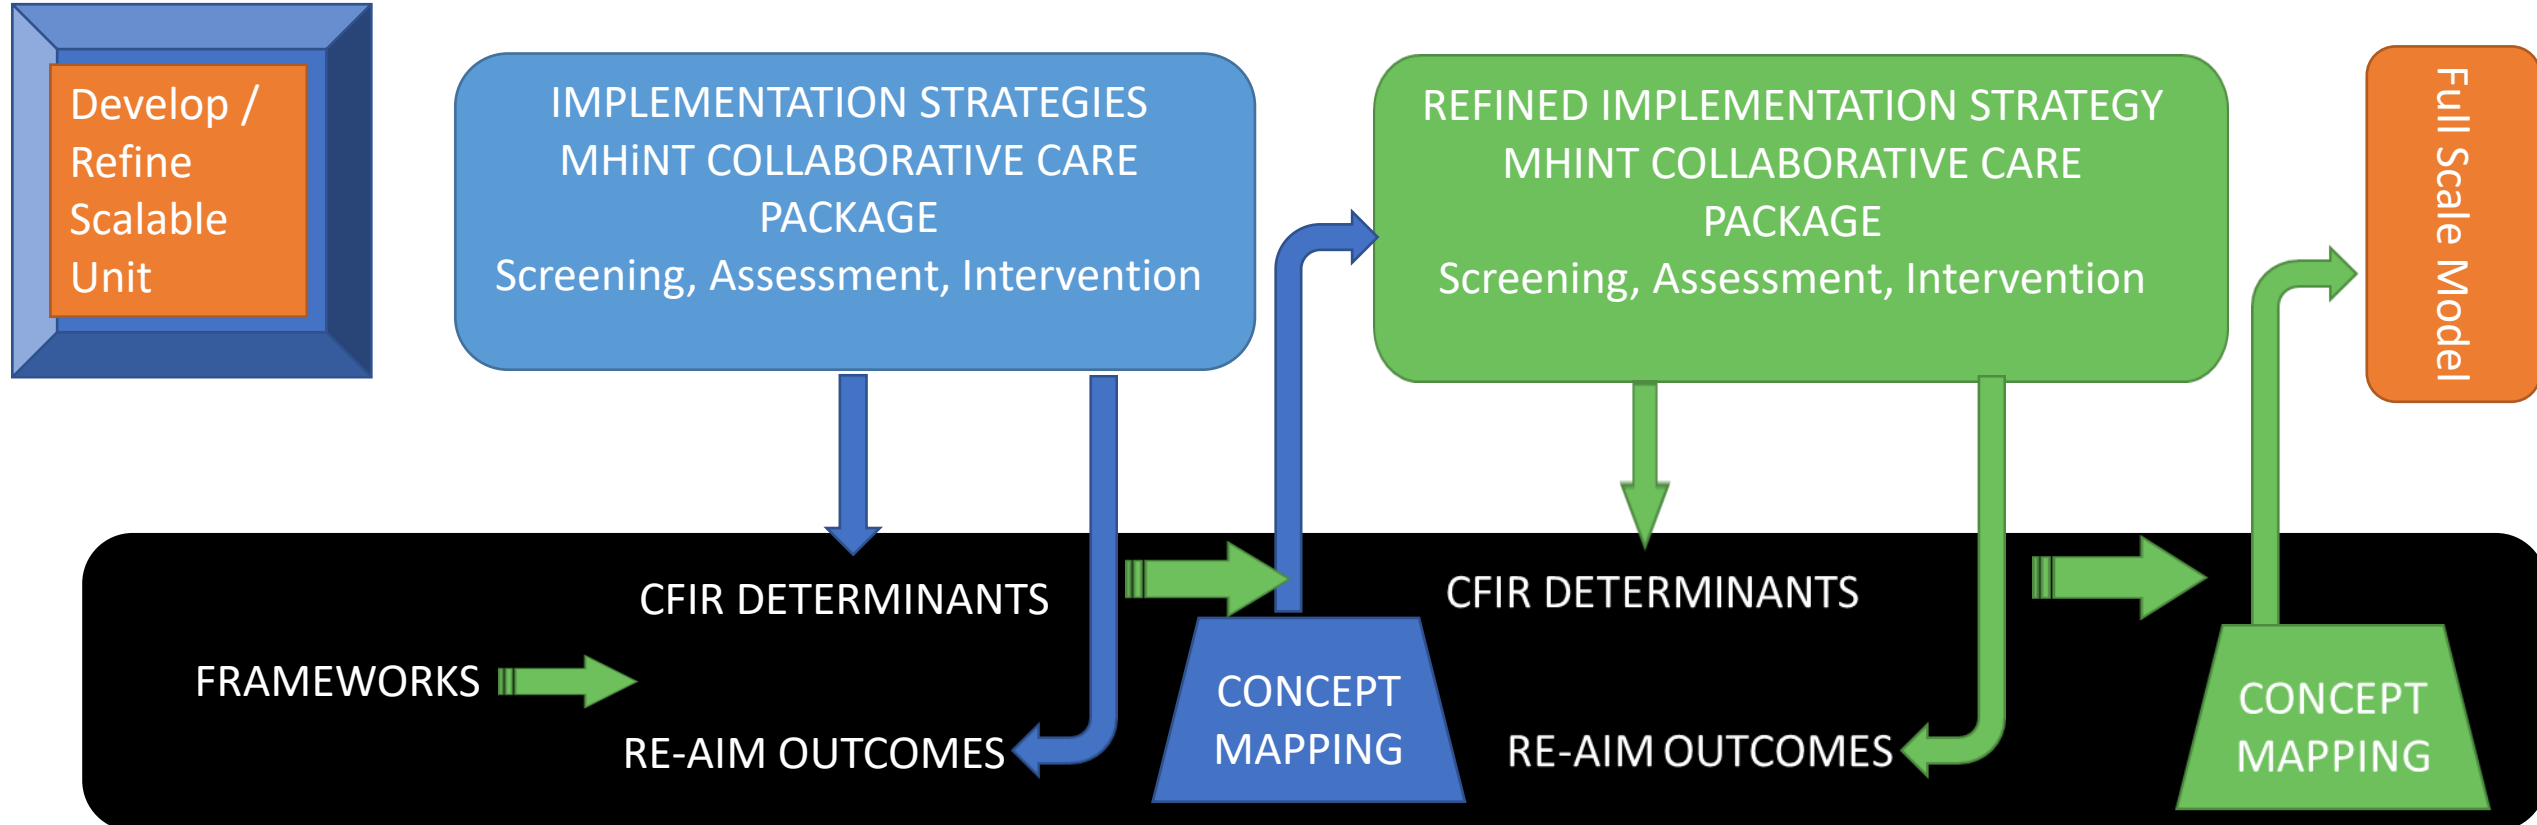 Develop /
Refine
Scalable
Unit
IMPLEMENTATION STRATEGIES
MHiNT COLLABORATIVE CARE
PACKAGE
Screening, Assessment, Intervention
REFINED IMPLEMENTATION STRATEGY
MHINT COLLABORATIVE CARE
PACKAGE
Screening, Assessment, Intervention
Full Scale Model
FRAMEWORKS
CFIR DETERMINANTS
RE-AIM OUTCOMES
CONCEPT
MAPPING
CFIR DETERMINANTS
RE-AIM OUTCOMES
CONCEPT
MAPPING